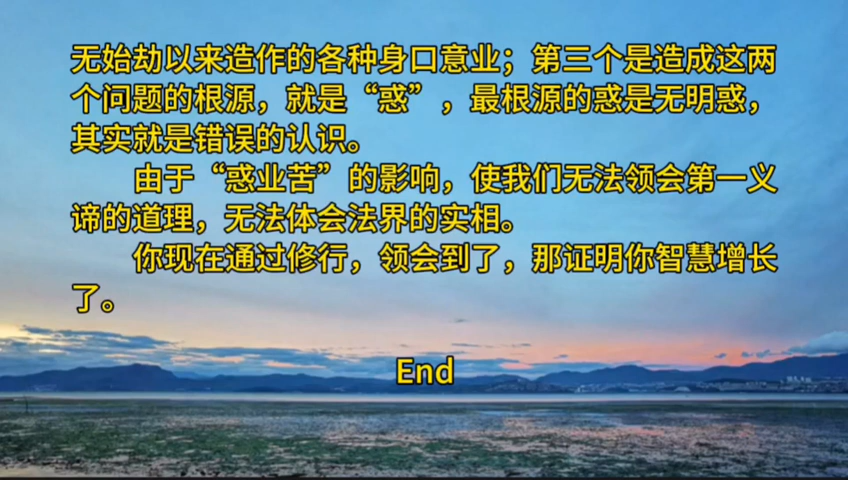 无始劫以来造作的各种身口意业；第三个是造成这两
个问题的根源，就是“惑”，最根源的惑是无明惑，
其实就是错误的认识。
由于“惑业苦”的影响，使我们无法领会第一义
谛的道理，无法体会法界的实相。
你现在通过修行，领会到了，那证明你智慧增长
了。
End